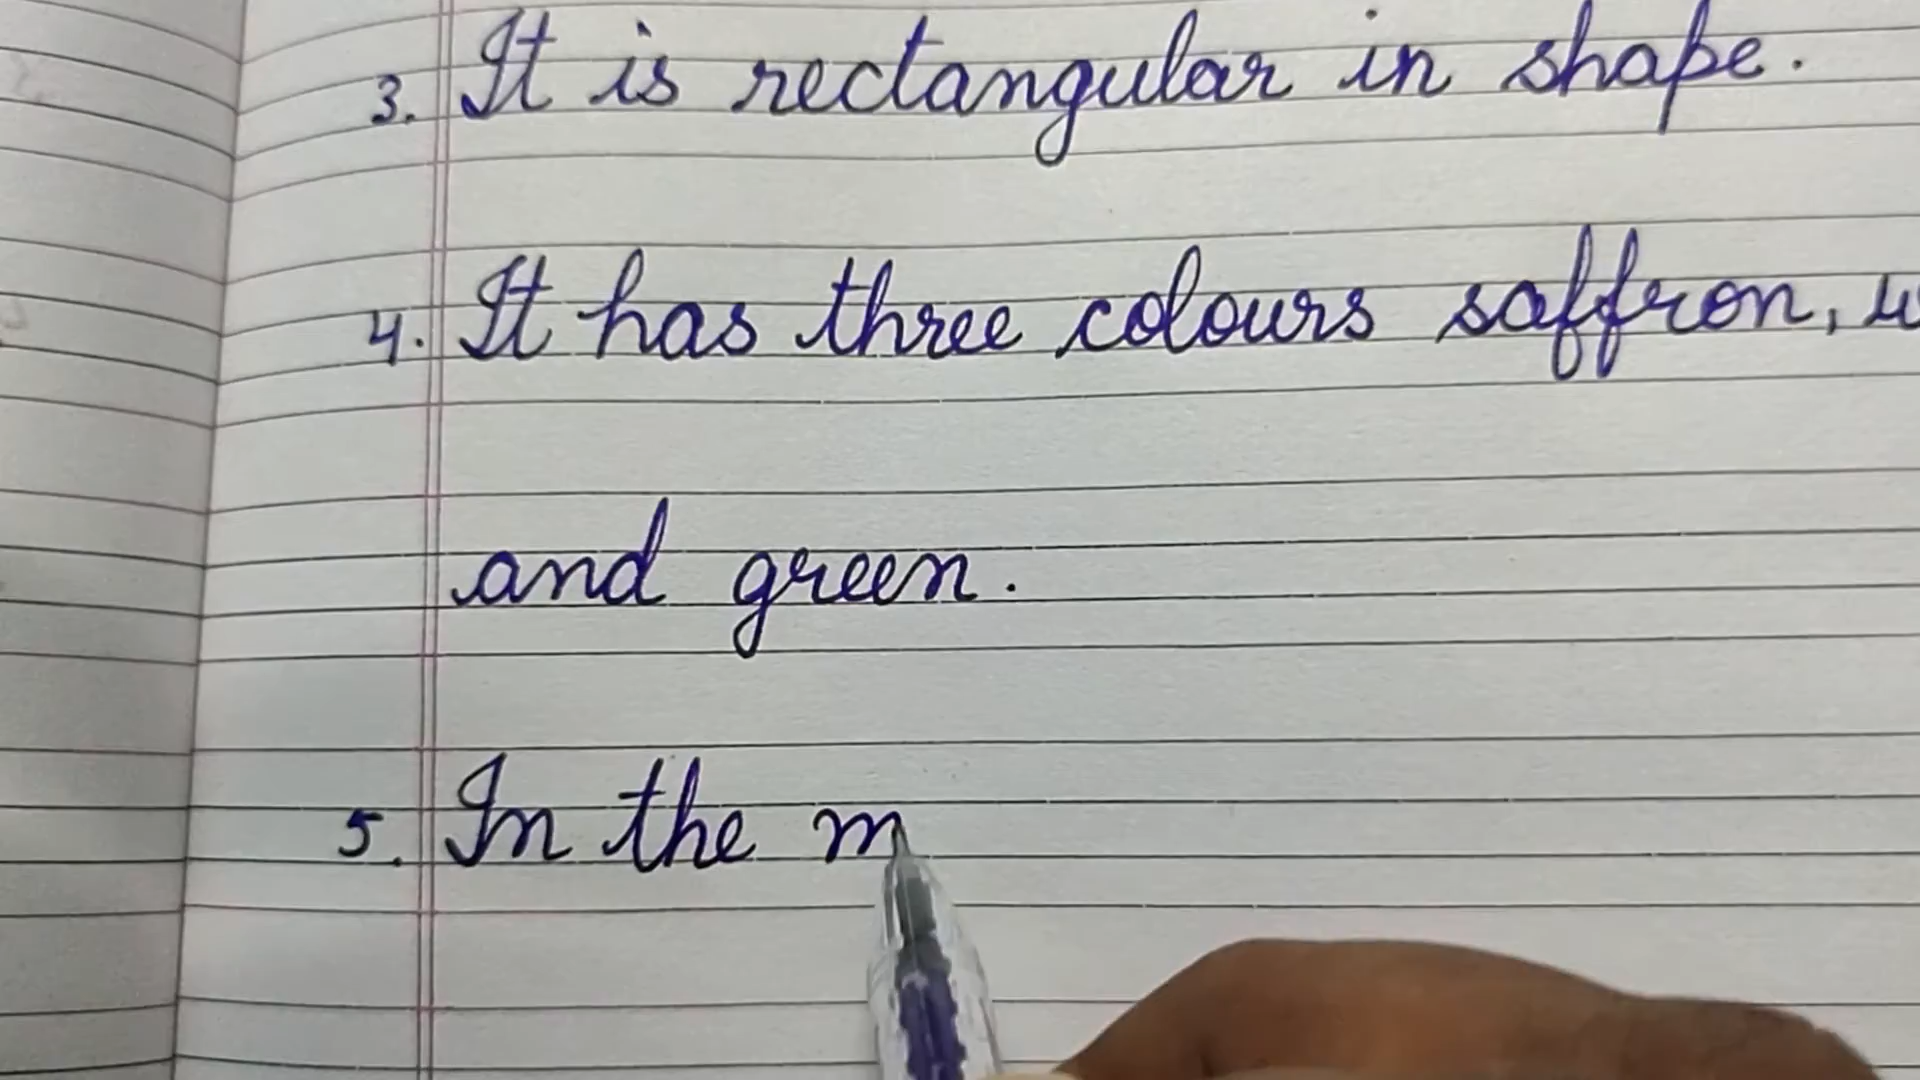 3. It is rectangular in shape.
4. It has three colours saffron,
and green.
5. In the m